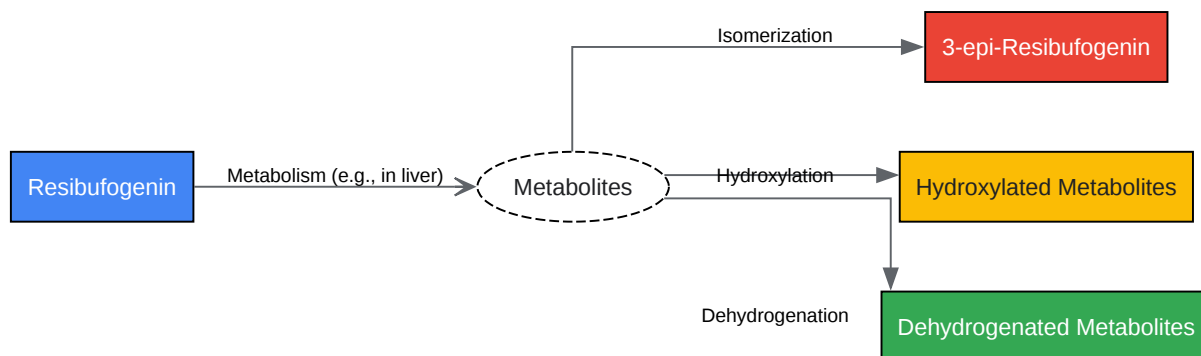 Isomerization
3-epi-Resibufogenin
Resibufogenin
Metabolism (e.g., in liver)
Metabolites
Hydroxylation
Hydroxylated Metabolites
Dehydrogenation
Dehydrogenated Metabolites